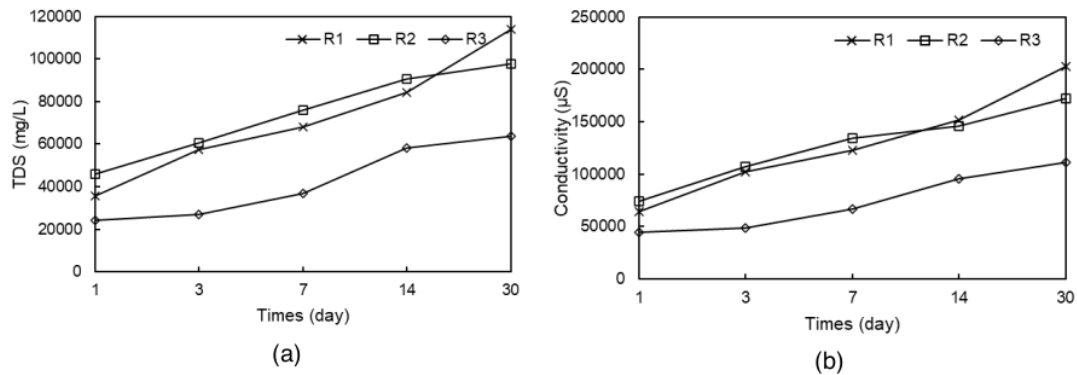 120000
100000
80000
60000
40000
20000
0
TDS (mg/L)
R1 R2 R3
1 3 7 14 30
Times (day)
(a)
250000
200000
150000
100000
50000
0
Conductivity (µS)
R1 R2 R3
1 3 7 14 30
Times (day)
(b)